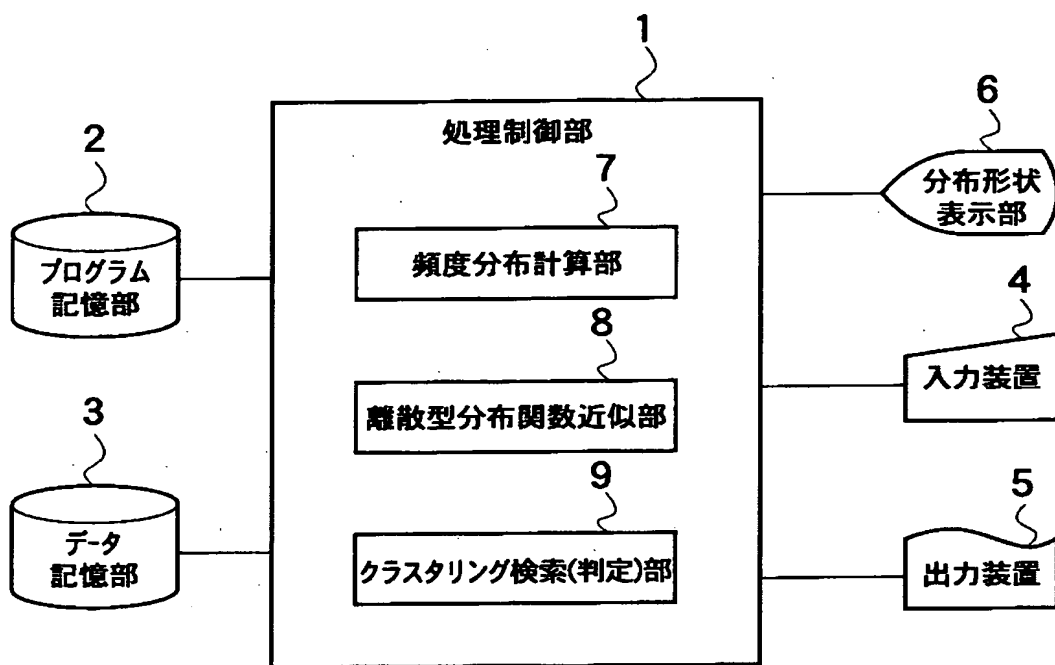 1
処理制御部
2
プログラム
記憶部
3
データ
記憶部
7
頻度分布計算部
8
離散型分布関数近似部
9
クラスタリング検索(判定)部
6
分布形状
表示部
4
入力装置
5
出力装置